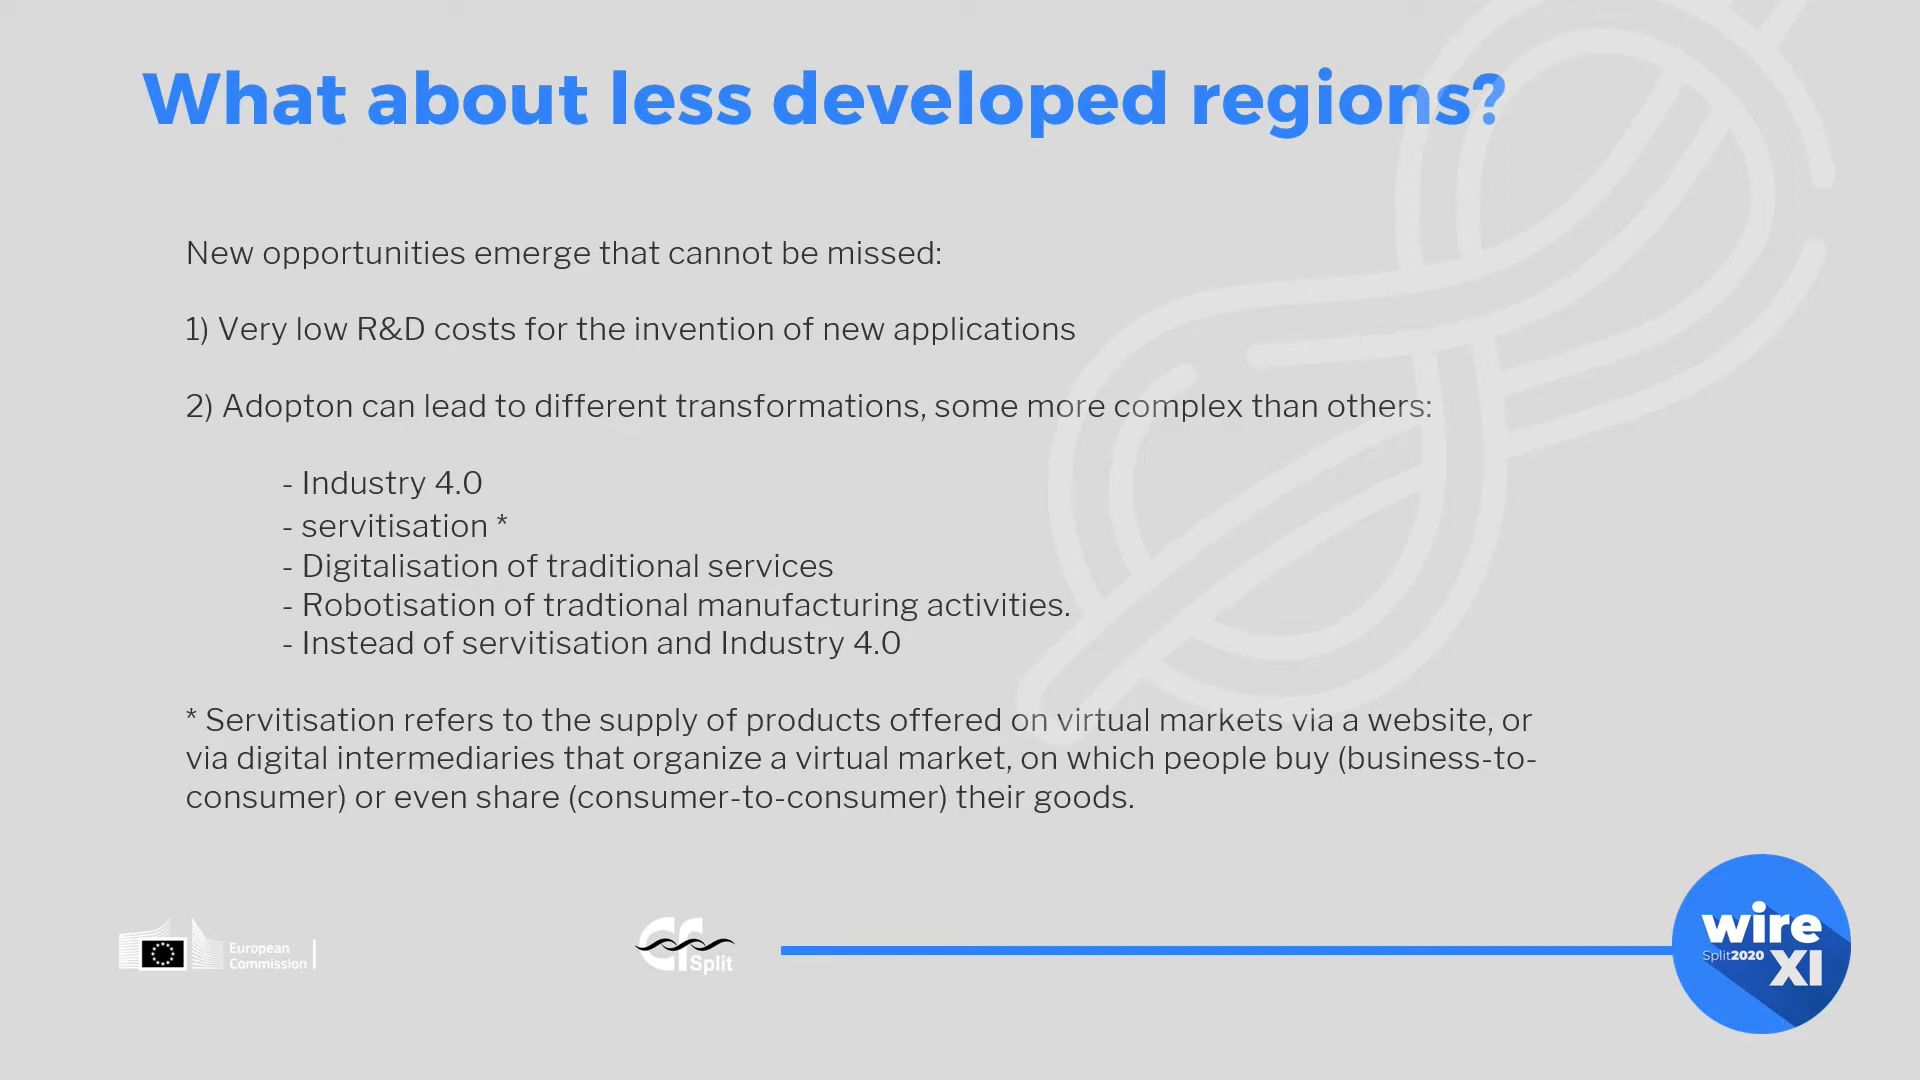 What about less developed regions?
New opportunities emerge that cannot be missed:
1) Very low R&D costs for the invention of new applications
2) Adopton can lead to different transformations, some more complex than others:
- Industry 4.0
- servitisation *
- Digitalisation of traditional services
- Robotisation of tradtional manufacturing activities.
- Instead of servitisation and Industry 4.0
* Servitisation refers to the supply of products offered on virtual markets via a website, or
via digital intermediaries that organize a virtual market, on which people buy (business-to-
consumer) or even share (consumer-to-consumer) their goods.
European
Commission
Split
wire
Split2020
XI